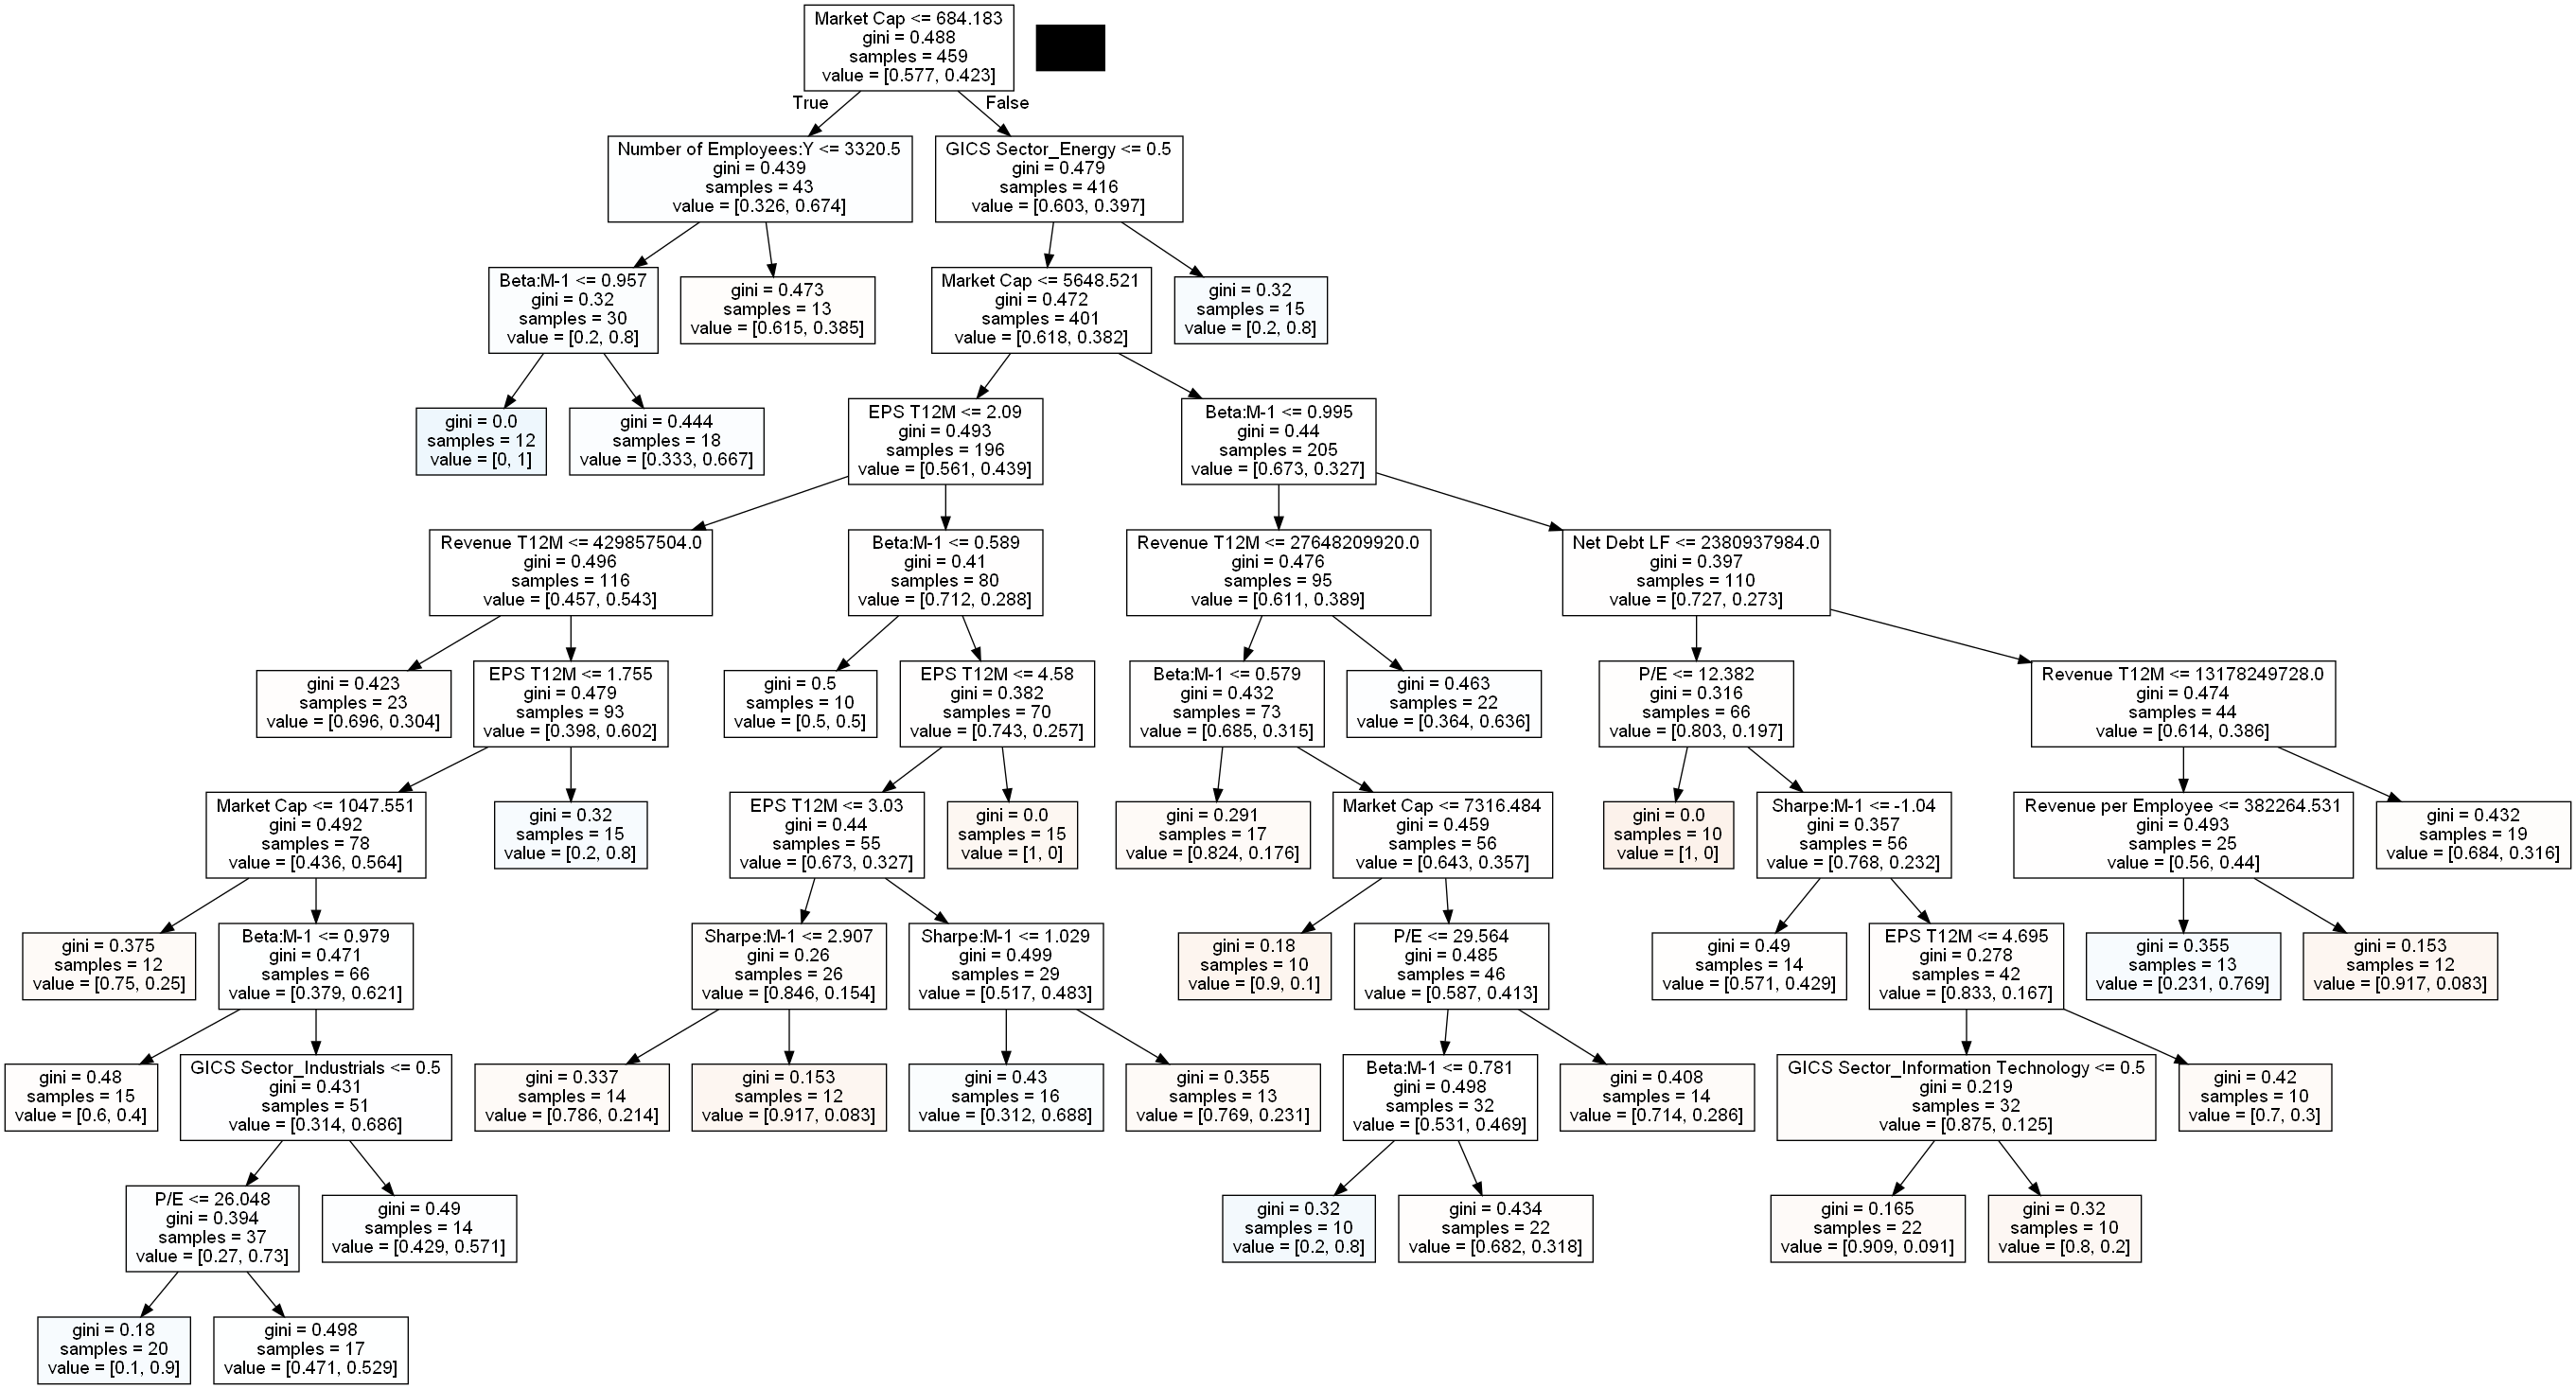 Market Cap <= 684.183
gini = 0.488
samples = 459
value = [0.577, 0.423]
True
False
Number of Employees:Y <= 3320.5
gini = 0.439
samples = 43
value = [0.326, 0.674]
GICS Sector_Energy <= 0.5
gini = 0.479
samples = 416
value = [0.603, 0.397]
Beta:M-1 <= 0.957
gini = 0.32
samples = 30
value = [0.2, 0.8]
gini = 0.473
samples = 13
value = [0.615, 0.385]
Market Cap <= 5648.521
gini = 0.472
samples = 401
value = [0.618, 0.382]
gini = 0.32
samples = 15
value = [0.2, 0.8]
gini = 0.0
samples = 12
value = [0, 1]
gini = 0.444
samples = 18
value = [0.333, 0.667]
EPS T12M <= 2.09
gini = 0.493
samples = 196
value = [0.561, 0.439]
Beta:M-1 <= 0.995
gini = 0.44
samples = 205
value = [0.673, 0.327]
Revenue T12M <= 429857504.0
gini = 0.496
samples = 116
value = [0.457, 0.543]
Beta:M-1 <= 0.589
gini = 0.41
samples = 80
value = [0.712, 0.288]
Revenue T12M <= 27648209920.0
gini = 0.476
samples = 95
value = [0.611, 0.389]
Net Debt LF <= 2380937984.0
gini = 0.397
samples = 110
value = [0.727, 0.273]
gini = 0.423
samples = 23
value = [0.696, 0.304]
EPS T12M <= 1.755
gini = 0.479
samples = 93
value = [0.398, 0.602]
gini = 0.5
samples = 10
value = [0.5, 0.5]
EPS T12M <= 4.58
gini = 0.382
samples = 70
value = [0.743, 0.257]
Beta:M-1 <= 0.579
gini = 0.432
samples = 73
value = [0.685, 0.315]
gini = 0.463
samples = 22
value = [0.364, 0.636]
P/E <= 12.382
gini = 0.316
samples = 66
value = [0.803, 0.197]
Revenue T12M <= 13178249728.0
gini = 0.474
samples = 44
value = [0.614, 0.386]
Market Cap <= 1047.551
gini = 0.492
samples = 78
value = [0.436, 0.564]
gini = 0.32
samples = 15
value = [0.2, 0.8]
EPS T12M <= 3.03
gini = 0.44
samples = 55
value = [0.673, 0.327]
gini = 0.0
samples = 15
value = [1, 0]
gini = 0.291
samples = 17
value = [0.824, 0.176]
Market Cap <= 7316.484
gini = 0.459
samples = 56
value = [0.643, 0.357]
gini = 0.0
samples = 10
value = [1, 0]
Sharpe:M-1 <= -1.04
gini = 0.357
samples = 56
value = [0.768, 0.232]
Revenue per Employee <= 382264.531
gini = 0.493
samples = 25
value = [0.56, 0.44]
gini = 0.432
samples = 19
value = [0.684, 0.316]
gini = 0.375
samples = 12
value = [0.75, 0.25]
Beta:M-1 <= 0.979
gini = 0.471
samples = 66
value = [0.379, 0.621]
Sharpe:M-1 <= 2.907
gini = 0.26
samples = 26
value = [0.846, 0.154]
Sharpe:M-1 <= 1.029
gini = 0.499
samples = 29
value = [0.517, 0.483]
gini = 0.18
samples = 10
value = [0.9, 0.1]
P/E <= 29.564
gini = 0.485
samples = 46
value = [0.587, 0.413]
gini = 0.49
samples = 14
value = [0.571, 0.429]
EPS T12M <= 4.695
gini = 0.278
samples = 42
value = [0.833, 0.167]
gini = 0.355
samples = 13
value = [0.231, 0.769]
gini = 0.153
samples = 12
value = [0.917, 0.083]
gini = 0.48
samples = 15
value = [0.6, 0.4]
GICS Sector_Industrials <= 0.5
gini = 0.431
samples = 51
value = [0.314, 0.686]
gini = 0.337
samples = 14
value = [0.786, 0.214]
gini = 0.153
samples = 12
value = [0.917, 0.083]
gini = 0.43
samples = 16
value = [0.312, 0.688]
gini = 0.355
samples = 13
value = [0.769, 0.231]
Beta:M-1 <= 0.781
gini = 0.498
samples = 32
value = [0.531, 0.469]
gini = 0.408
samples = 14
value = [0.714, 0.286]
GICS Sector_Information Technology <= 0.5
gini = 0.219
samples = 32
value = [0.875, 0.125]
gini = 0.42
samples = 10
value = [0.7, 0.3]
P/E <= 26.048
gini = 0.394
samples = 37
value = [0.27, 0.73]
gini = 0.49
samples = 14
value = [0.429, 0.571]
gini = 0.32
samples = 10
value = [0.2, 0.8]
gini = 0.434
samples = 22
value = [0.682, 0.318]
gini = 0.165
samples = 22
value = [0.909, 0.091]
gini = 0.32
samples = 10
value = [0.8, 0.2]
gini = 0.18
samples = 20
value = [0.1, 0.9]
gini = 0.498
samples = 17
value = [0.471, 0.529]